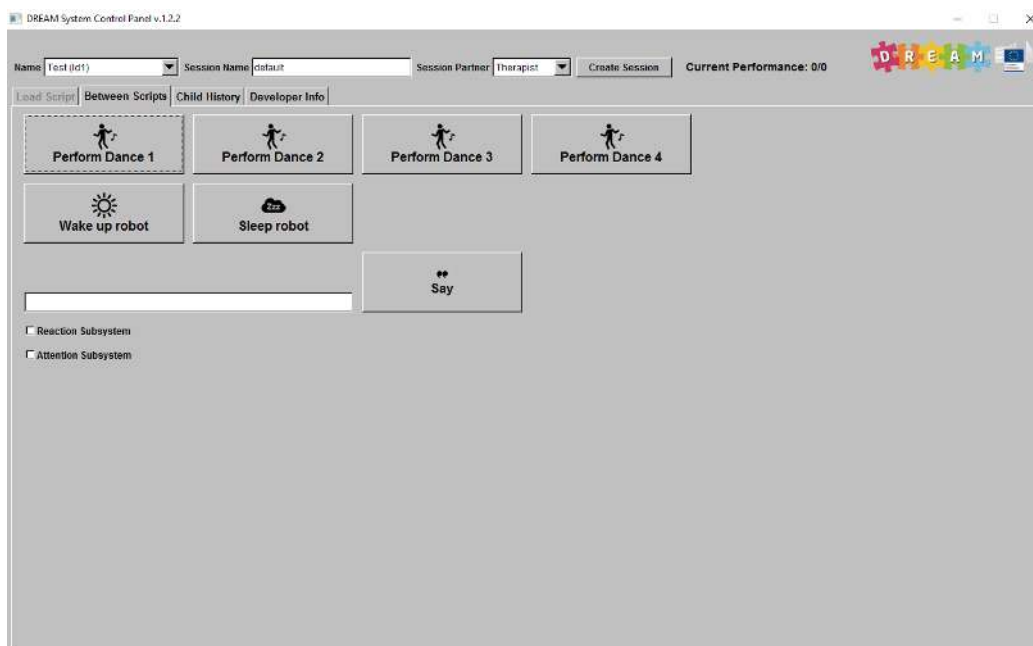 DREAM System Control Panel v.1.2.2
Name Test (Id1) Session Name default Session Partner Therapist Create Session Current Performance: 0/0 D R E A M
Load Script Between Scripts Child History Developer Info
Perform Dance 1 Perform Dance 2 Perform Dance 3 Perform Dance 4
Zzz
Wake up robot Sleep robot
Say
Reaction Subsystem
Attention Subsystem